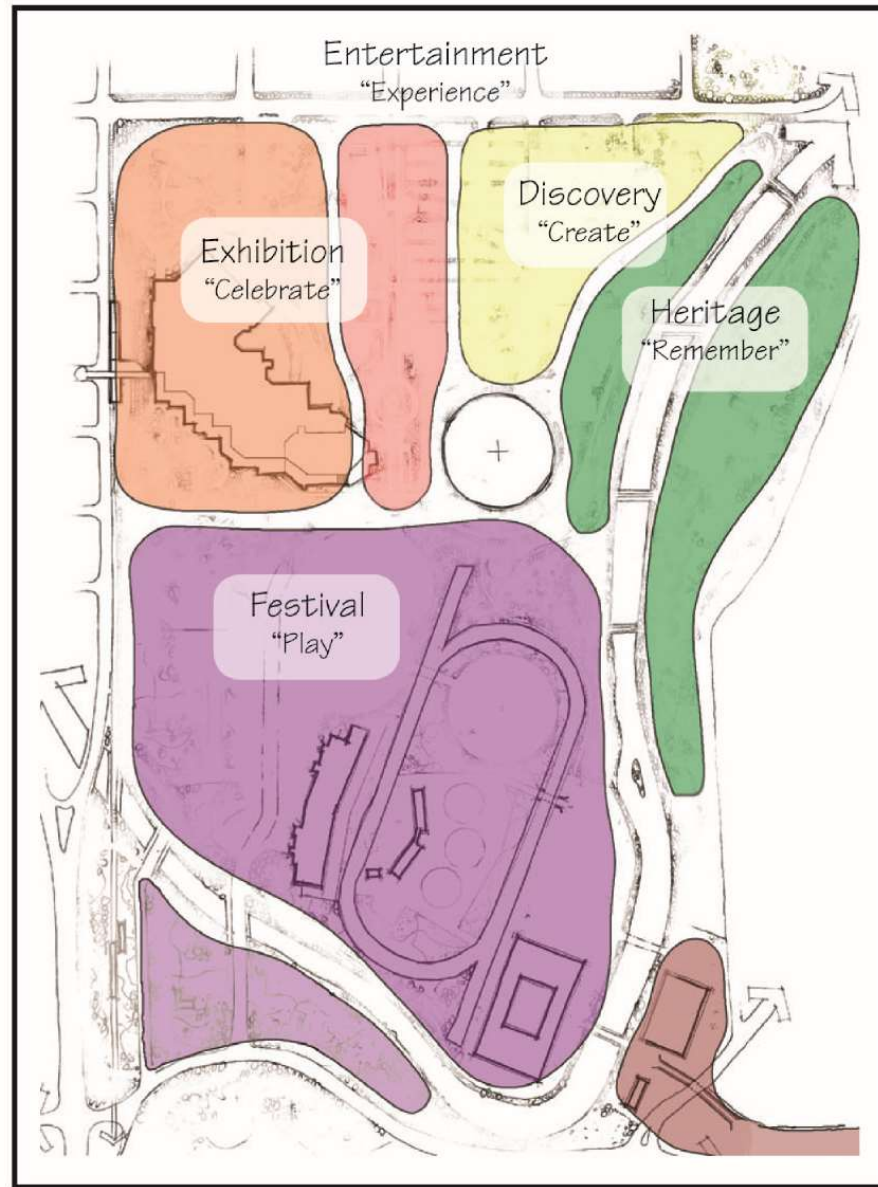 Entertainment
“Experience”
Discovery
“Create”
Exhibition
“Celebrate”
Heritage
“Remember”
Festival
“Play”